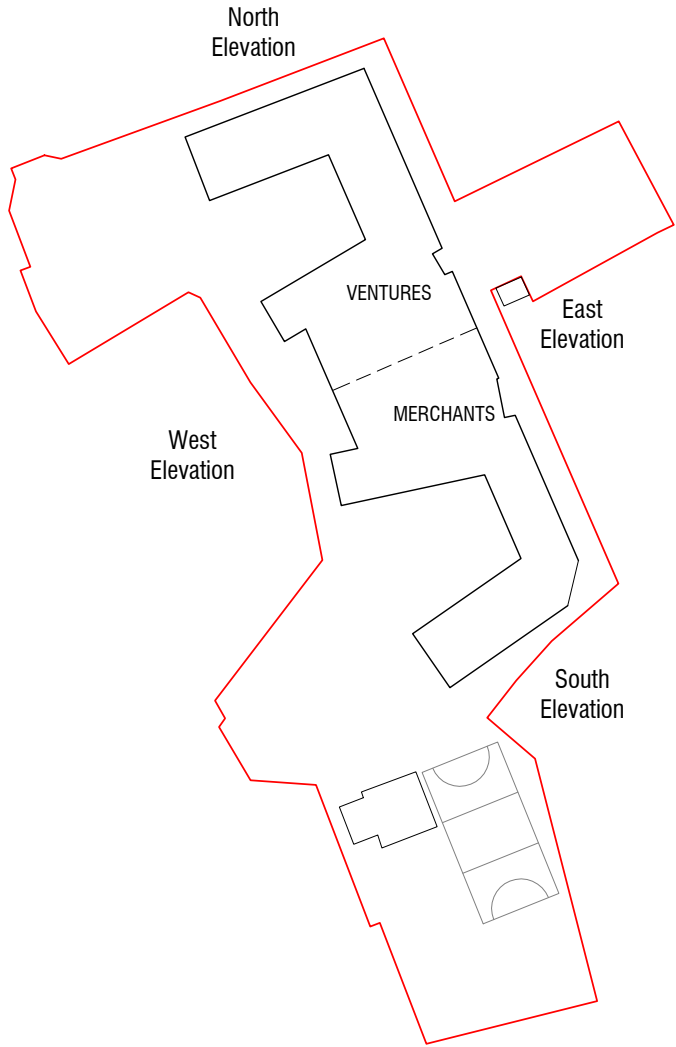 North
Elevation
VENTURES
East
Elevation
MERCHANTS
West
Elevation
South
Elevation